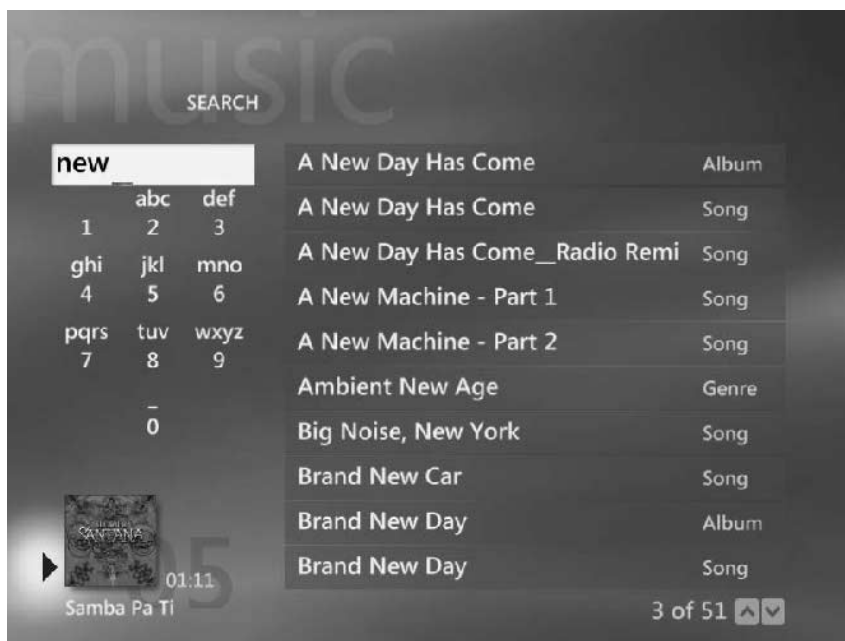 music
SEARCH
new_
abc def
1 2 3
ghi jkl mno
4 5 6
pqrs tuv wxyz
7 8 9
_
0
A New Day Has Come Album
A New Day Has Come Song
A New Day Has Come_Radio Remi Song
A New Machine - Part 1 Song
A New Machine - Part 2 Song
Ambient New Age Genre
Big Noise, New York Song
Brand New Car Song
Brand New Day Album
Brand New Day Song
SANTANA
05
01:11
Samba Pa Ti
3 of 51